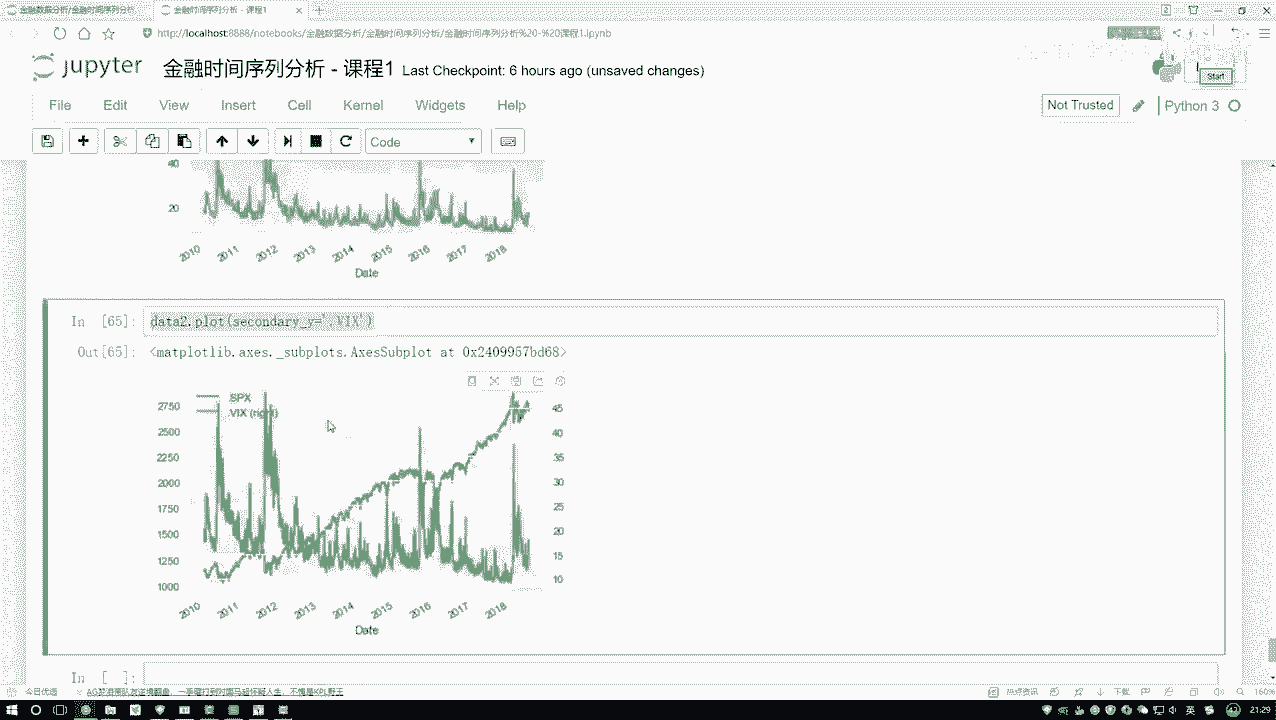 金融数据分析/金融时间序列分析
金融时间序列分析 - 课程1
http://localhost:8888/notebooks/金融数据分析/金融时间序列分析/金融时间序列分析%20-%20课程1.ipynb
jupyter 金融时间序列分析 - 课程1 Last Checkpoint: 6 hours ago (unsaved changes)
Start
File Edit View Insert Cell Kernel Widgets Help
Not Trusted
Python 3
Code
40
20
2010 2011 2012 2013 2014 2015 2016 2017 2018
Date
In [65]: data2.plot(secondary_y='.VIX')
Out[65]: <matplotlib.axes._subplots.AxesSubplot at 0x2409957bd68>
SPX
VIX (right)
2750
2500
2250
2000
1750
1500
1250
1000
45
40
35
30
25
20
15
10
2010 2011 2012 2013 2014 2015 2016 2017 2018
Date
In [ ]:
今日优选
热点资讯
下载
160%
英
21:29